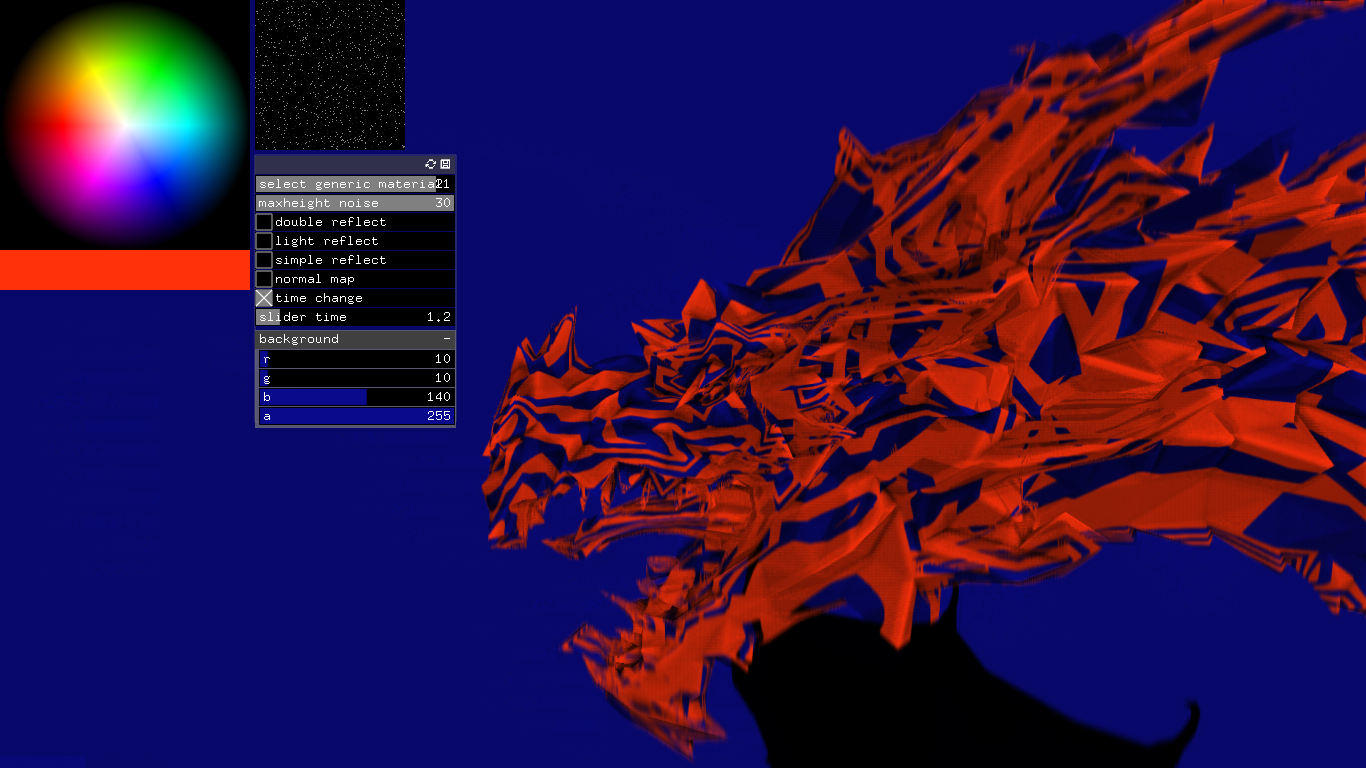 select generic material 21
maxheight noise 30
double reflect
light reflect
simple reflect
normal map
time change
slider time 1.2
background -
r 10
g 10
b 140
a 255